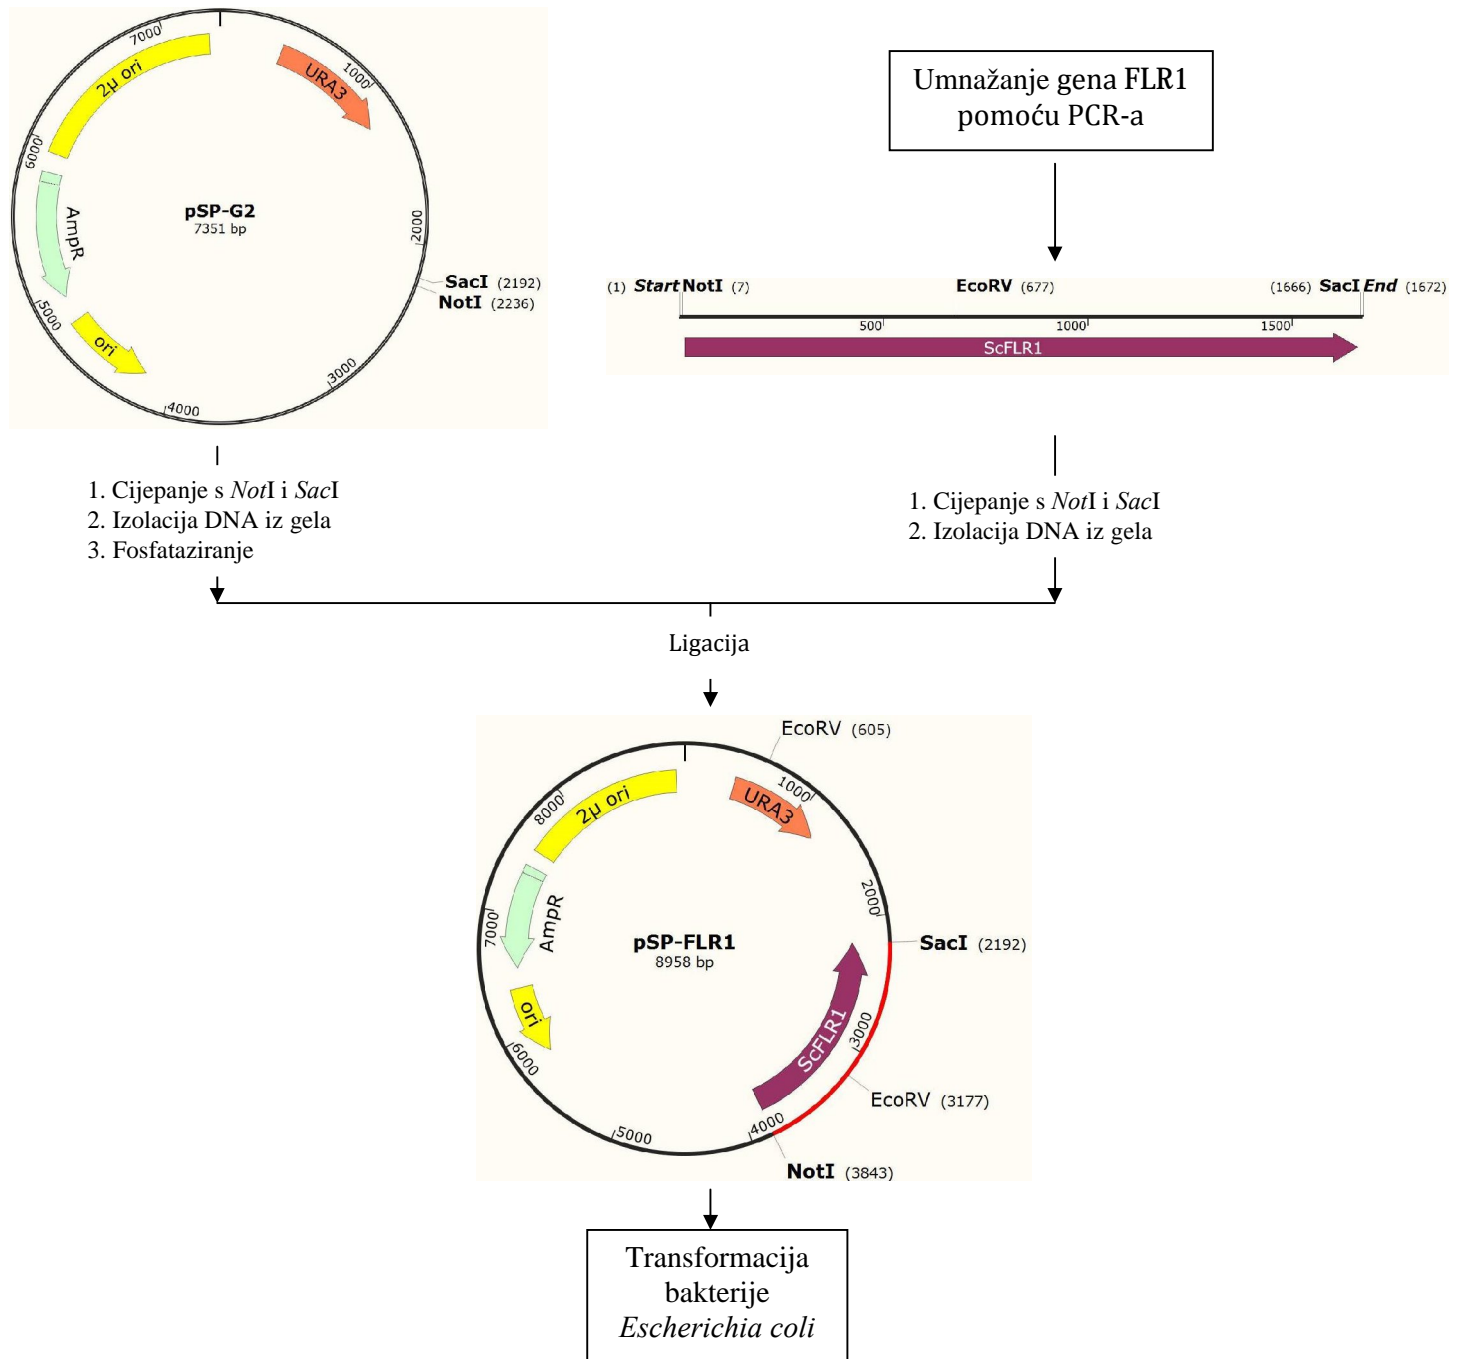 7000
1000
2µ ori
URA3
6000
pSP-G2
7351 bp
AmpR
2000
SacI (2192)
NotI (2236)
5000
ori
3000
4000
Umnažanje gena FLR1
pomoću PCR-a
(1) Start NotI (7) EcoRV (677) (1666) SacI End (1672)
500 1000 1500
ScFLR1
1. Cijepanje s NotI i SacI
2. Izolacija DNA iz gela
3. Fosfataziranje
1. Cijepanje s NotI i SacI
2. Izolacija DNA iz gela
Ligacija
EcoRV (605)
1000
8000
2µ ori
URA3
2000
7000
AmpR
pSP-FLR1
8958 bp
SacI (2192)
ori
ScFLR1
3000
6000
EcoRV (3177)
5000
4000
NotI (3843)
Transformacija
bakterije
Escherichia coli